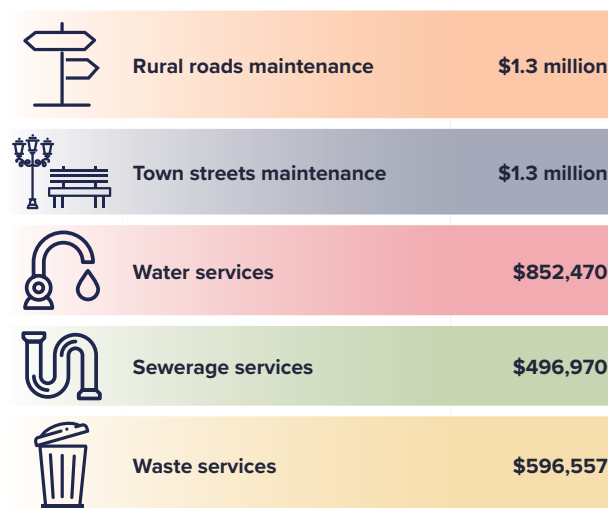 Rural roads maintenance $1.3 million
Town streets maintenance $1.3 million
Water services $852,470
Sewerage services $496,970
Waste services $596,557